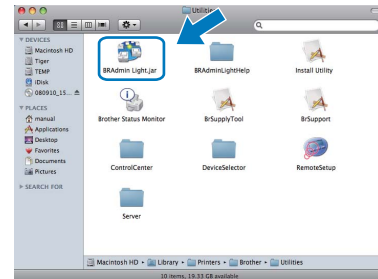 Utilities
DEVICES
Macintosh HD
Tiger
TEMP
iDisk
080910_15...
PLACES
manual
Applications
Desktop
Favorites
Documents
Pictures
SEARCH FOR
BRAdmin Light.jar
BRAdminLightHelp
Install Utility
Brother Status Monitor
BrSupplyTool
BrSupport
ControlCenter
DeviceSelector
RemoteSetup
Server
Macintosh HD ▸ Library ▸ Printers ▸ Brother ▸ Utilities
10 items, 19.33 GB available